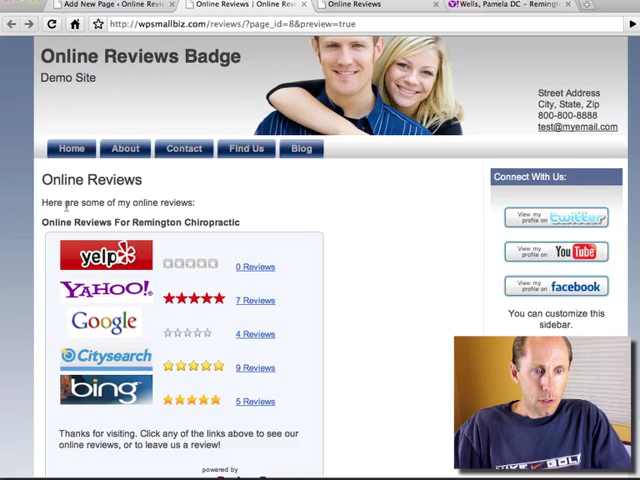 Add New Page ‹ Online Revi
Online Reviews | Online Re
Online Reviews
Wells, Pamela DC - Remingt
http://wpsmallbiz.com/reviews/?page_id=8&preview=true
Online Reviews Badge
Demo Site
Street Address
City, State, Zip
800-800-8888
test@myemail.com
Home About Contact Find Us Blog
Online Reviews
Here are some of my online reviews:
Online Reviews For Remington Chiropractic
yelp 0 Reviews
YAHOO! 7 Reviews
Google 4 Reviews
Citysearch 9 Reviews
bing 5 Reviews
Thanks for visiting. Click any of the links above to see our
online reviews, or to leave us a review!
powered by
Connect With Us:
View my
profile on twitter
View my
profile on YouTube
View my
profile on facebook
You can customize this
sidebar.